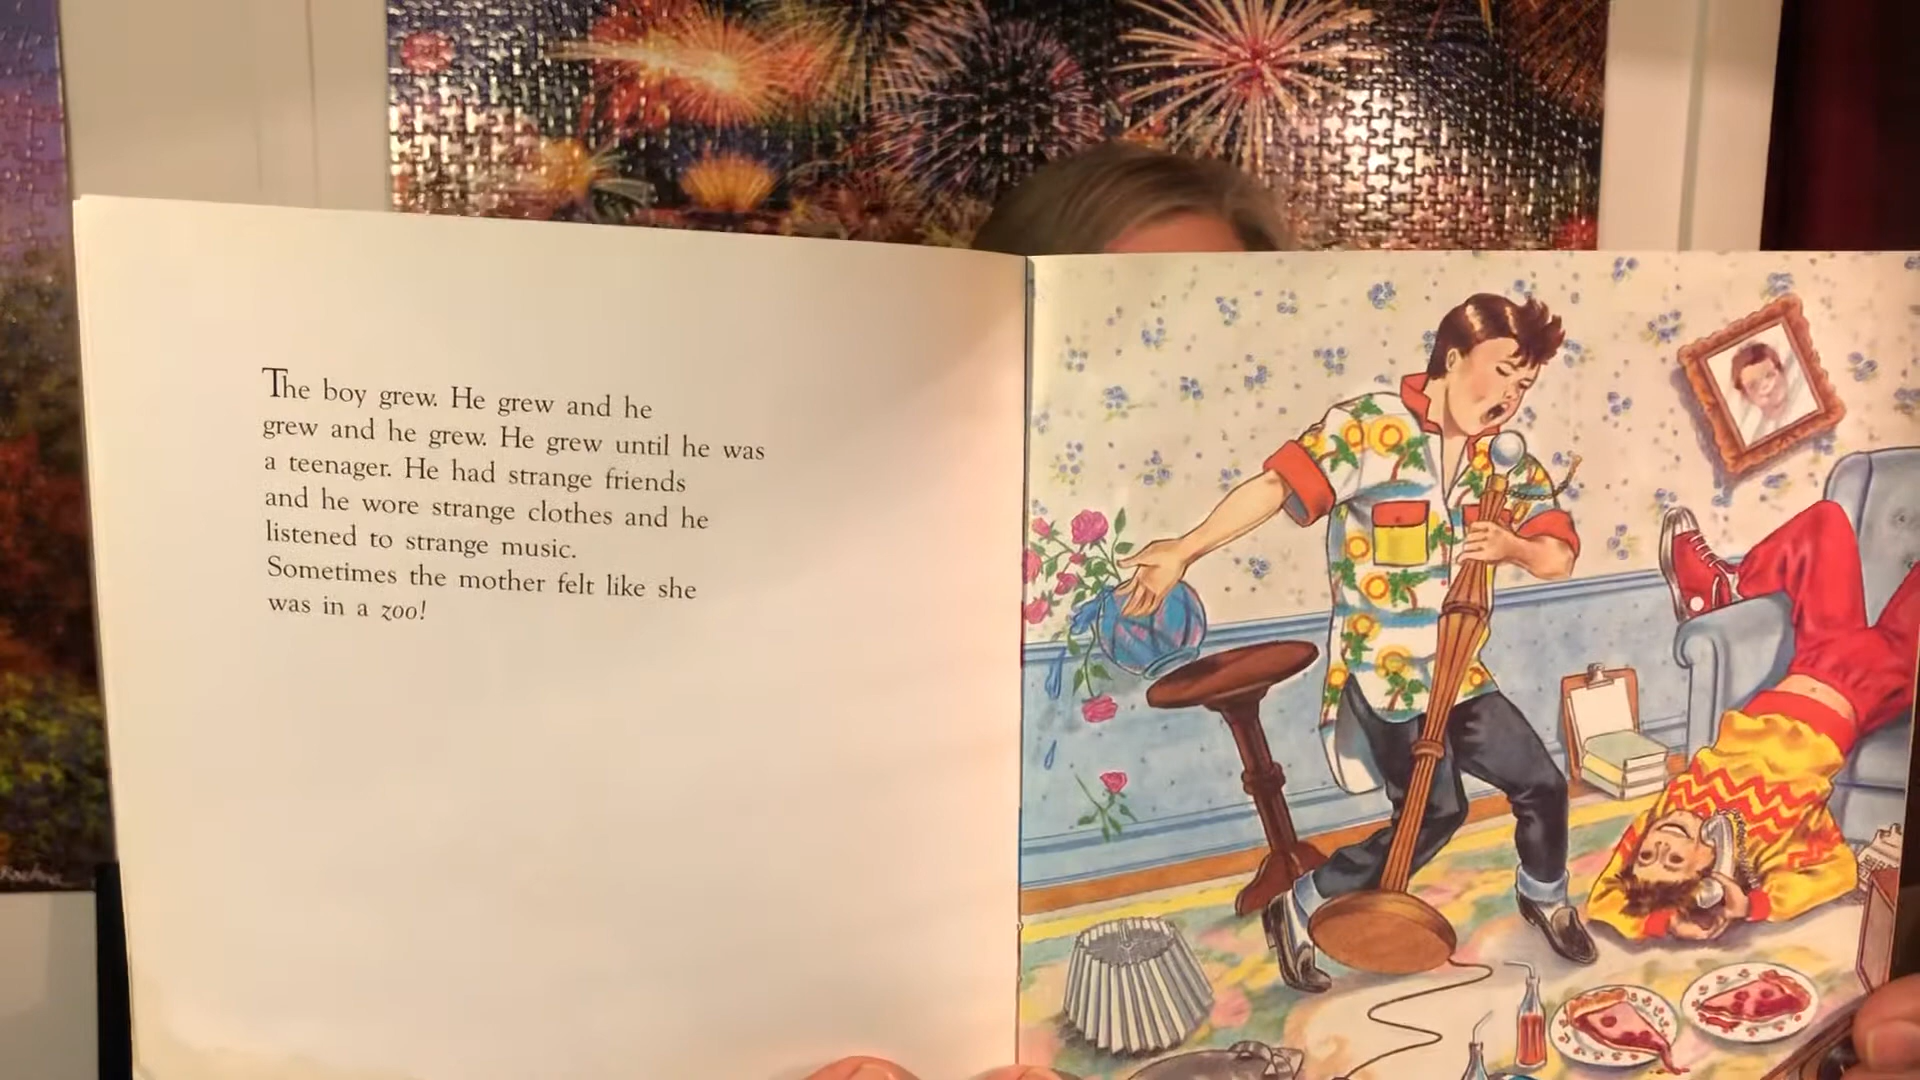 The boy grew. He grew and he
grew and he grew. He grew until he was
a teenager. He had strange friends
and he wore strange clothes and he
listened to strange music.
Sometimes the mother felt like she
was in a zoo!